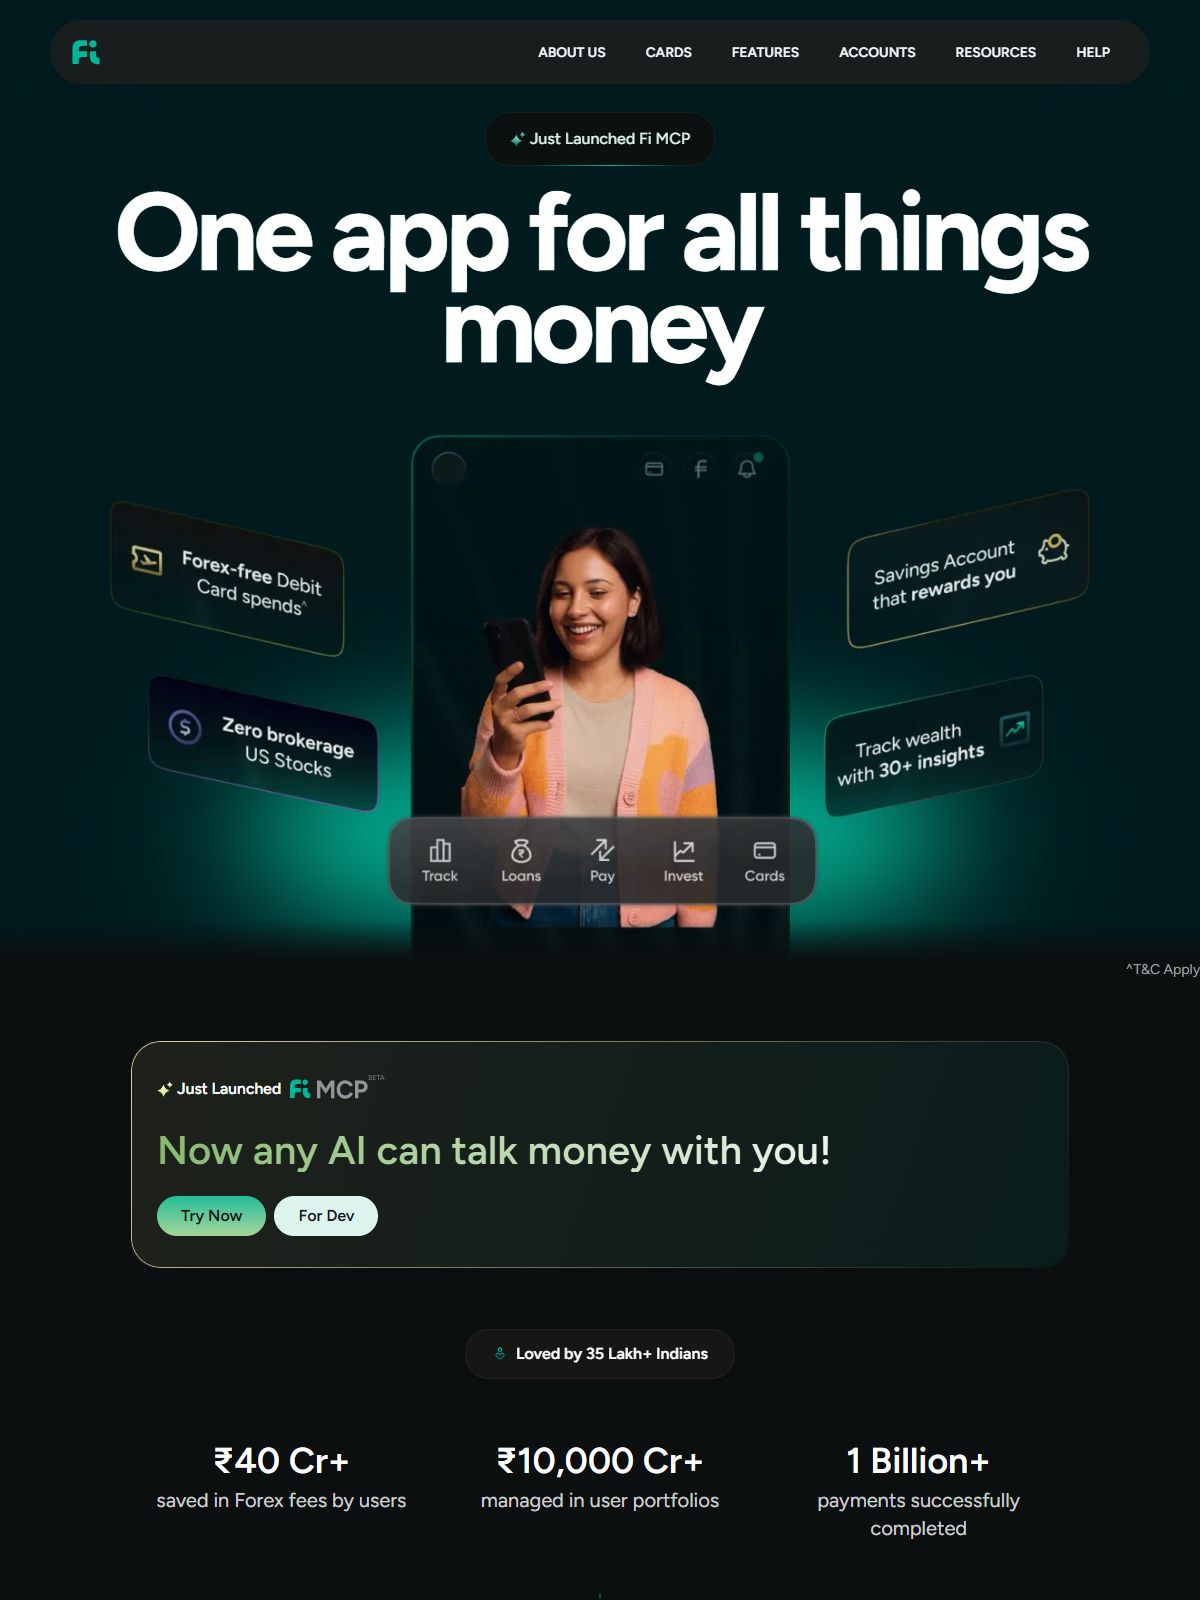 Fi
ABOUT US CARDS FEATURES ACCOUNTS RESOURCES HELP
Just Launched Fi MCP
One app for all things
money
Forex-free Debit
Card spends^
Savings Account
that rewards you
Zero brokerage
US Stocks
Track wealth
with 30+ insights
Track Loans Pay Invest Cards
^T&C Apply
Just Launched Fi MCP BETA
Now any AI can talk money with you!
Try Now For Dev
Loved by 35 Lakh+ Indians
₹40 Cr+
saved in Forex fees by users
₹10,000 Cr+
managed in user portfolios
1 Billion+
payments successfully
completed